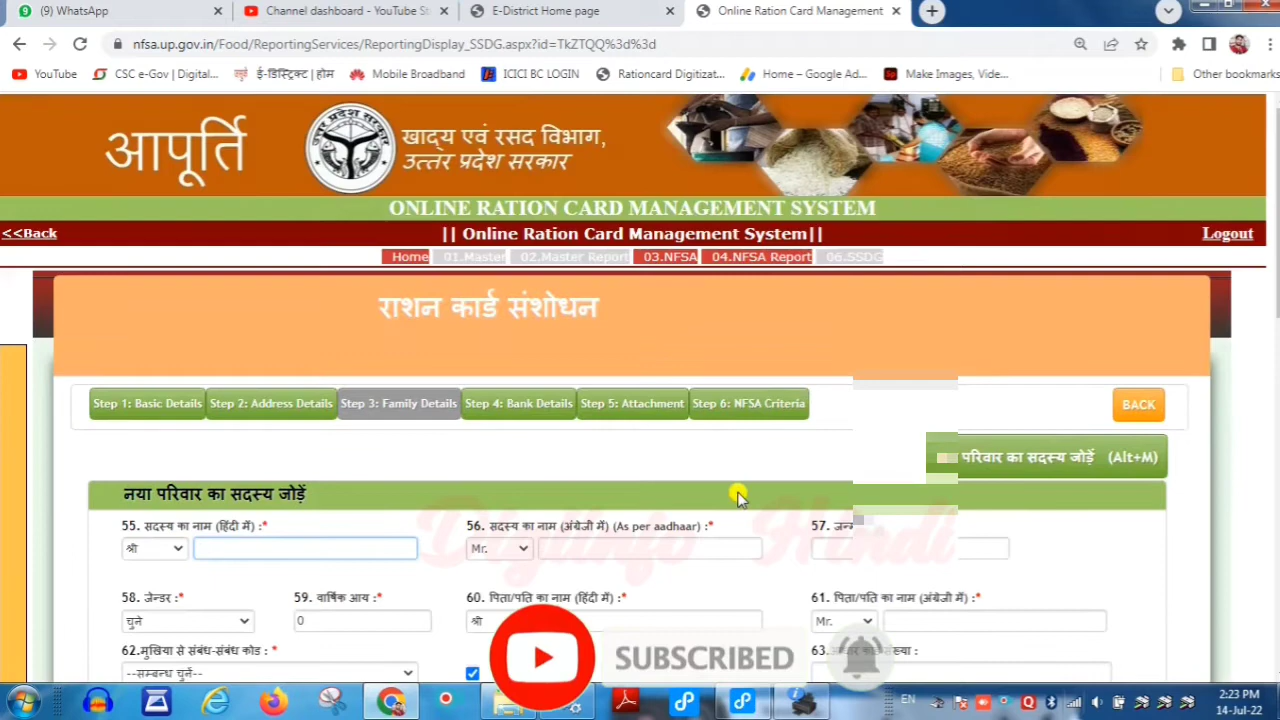 (9) WhatsApp
Channel dashboard - YouTube St
E-District Home page
Online Ration Card Management
nfsa.up.gov.in/Food/ReportingServices/ReportingDisplay_SSDG.aspx?id=TkZTQQ%3d%3d
YouTube CSC e-Gov | Digital... ई-डिस्ट्रिक्ट | होम Mobile Broadband ICICI BC LOGIN Rationcard Digitizat... Home – Google Ad... Make Images, Vide... Other bookmarks
आपूर्ति
खाद्य एवं रसद विभाग,
उत्तर प्रदेश सरकार
ONLINE RATION CARD MANAGEMENT SYSTEM
<<Back || Online Ration Card Management System|| Logout
Home 01.Master 02.Master Report 03.NFSA 04.NFSA Report 06.SSDG
राशन कार्ड संशोधन
Step 1: Basic Details Step 2: Address Details Step 3: Family Details Step 4: Bank Details Step 5: Attachment Step 6: NFSA Criteria BACK
परिवार का सदस्य जोड़ें (Alt+M)
नया परिवार का सदस्य जोड़ें
55. सदस्य का नाम (हिंदी में) :* 56. सदस्य का नाम (अंग्रेजी में) (As per aadhaar) :* 57.
श्री Mr.
Digiinfo Hindi
58. जेन्डर :* 59. वार्षिक आय :* 60. पिता/पति का नाम (हिंदी में) :* 61. पिता/पति का नाम (अंग्रेजी में) :*
चुने 0 श्री Mr.
62.मुखिया से संबंध-संबंध कोड : * 63. संख्या :
--सम्बन्ध चुने--
SUBSCRIBED
EN 2:23 PM
14-Jul-22